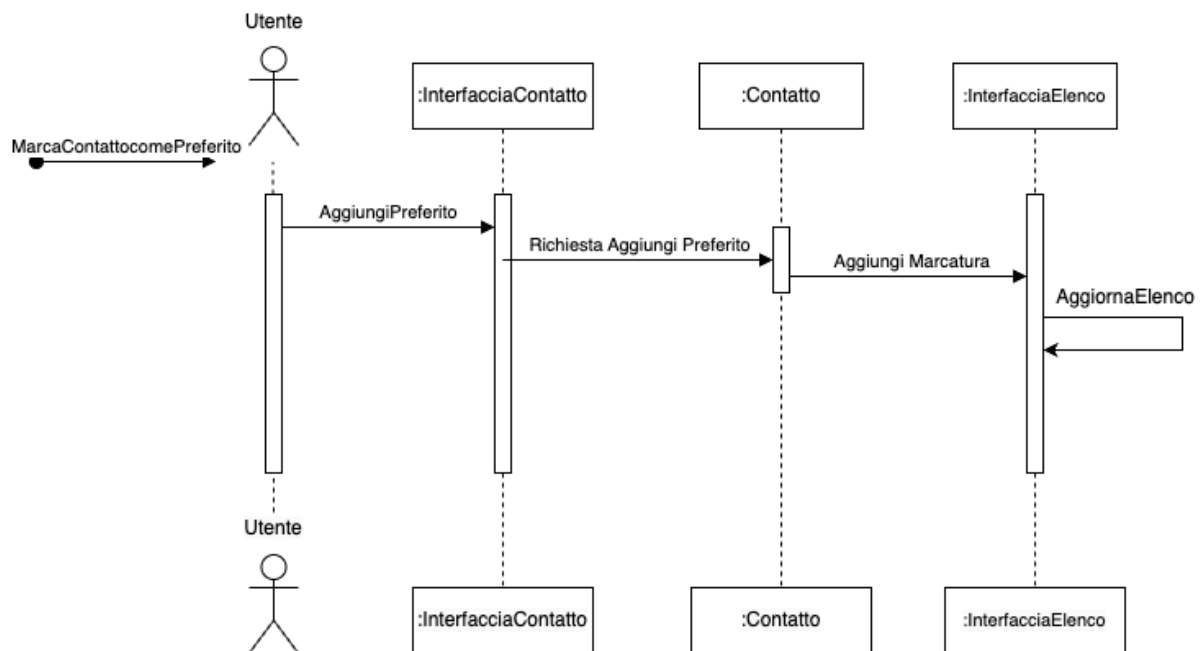 Utente
:InterfacciaContatto
:Contatto
:InterfacciaElenco
MarcaContattocomePreferito
AggiungiPreferito
Richiesta Aggiungi Preferito
Aggiungi Marcatura
AggiornaElenco
Utente
:InterfacciaContatto
:Contatto
:InterfacciaElenco